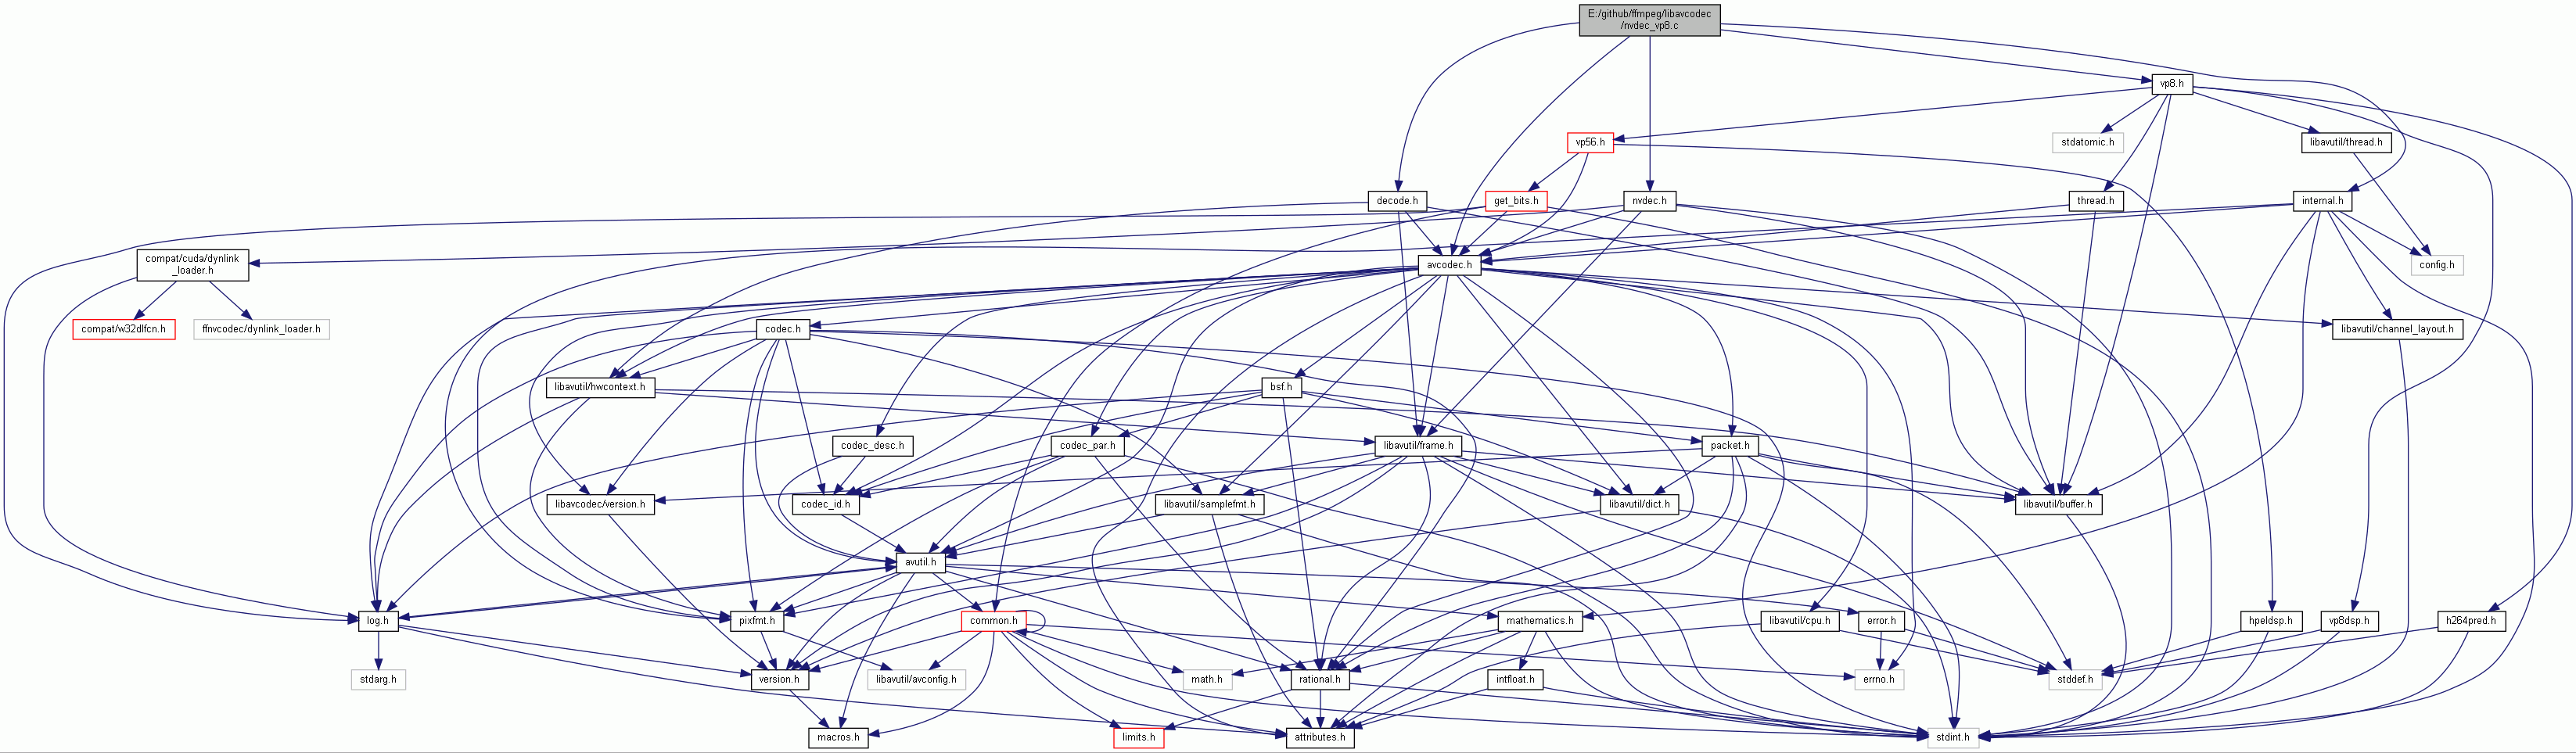 E:/github/ffmpeg/libavcodec
/nvdec_vp8.c
vp8.h
vp56.h
stdatomic.h
libavutil/thread.h
decode.h
get_bits.h
nvdec.h
thread.h
internal.h
compat/cuda/dynlink
_loader.h
avcodec.h
config.h
compat/w32dlfcn.h
ffnvcodec/dynlink_loader.h
codec.h
libavutil/channel_layout.h
libavutil/hwcontext.h
bsf.h
codec_desc.h
codec_par.h
libavutil/frame.h
packet.h
libavcodec/version.h
codec_id.h
libavutil/samplefmt.h
libavutil/dict.h
libavutil/buffer.h
avutil.h
log.h
pixfmt.h
common.h
mathematics.h
libavutil/cpu.h
error.h
hpeldsp.h
vp8dsp.h
h264pred.h
stdarg.h
version.h
libavutil/avconfig.h
math.h
rational.h
intfloat.h
errno.h
stddef.h
macros.h
limits.h
attributes.h
stdint.h